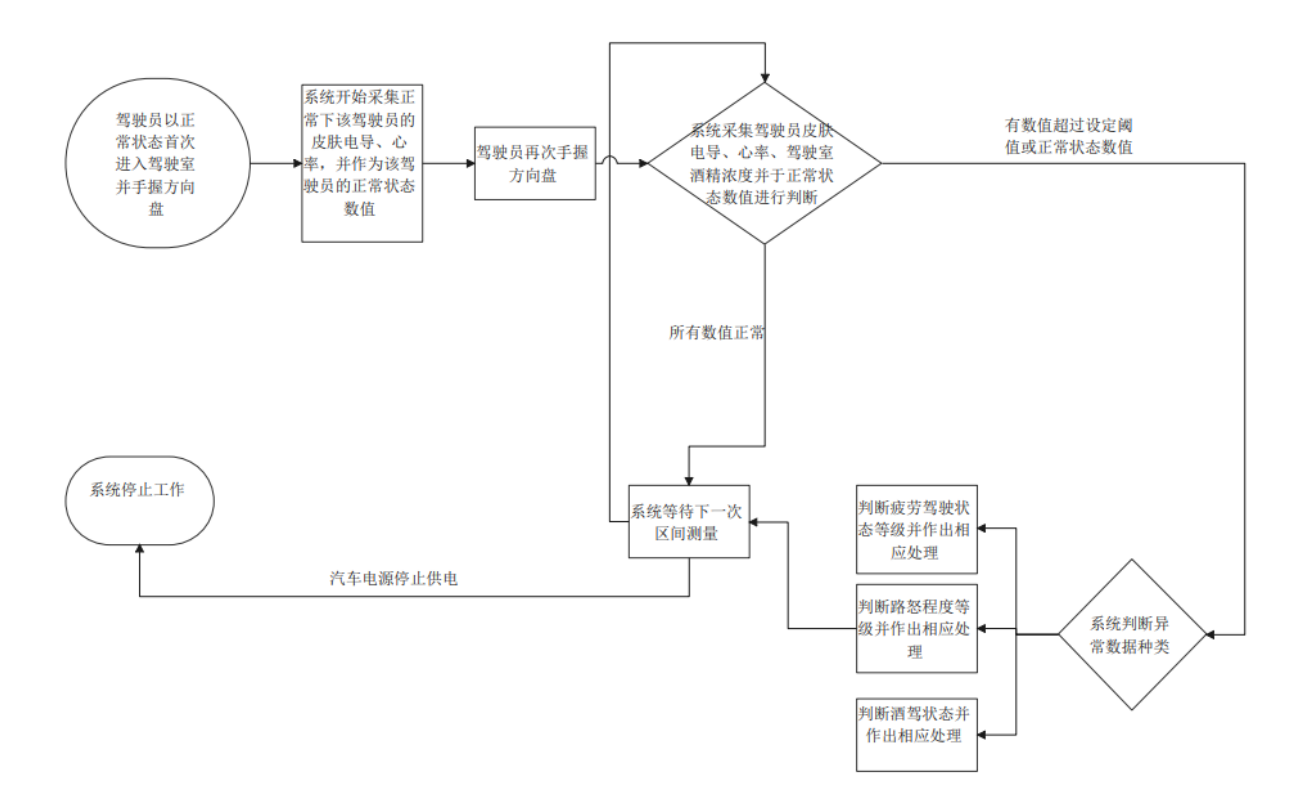 驾驶员以正
常状态首次
进入驾驶室
并手握方向
盘
系统开始采集正
常下该驾驶员的
皮肤电导、心
率，并作为该驾
驶员的正常状态
数值
驾驶员再次手握
方向盘
系统采集驾驶员皮肤
电导、心率、驾驶室
酒精浓度并于正常状
态数值进行判断
有数值超过设定阈
值或正常状态数值
所有数值正常
系统等待下一次
区间测量
系统停止工作
汽车电源停止供电
判断疲劳驾驶状
态等级并作出相
应处理
判断路怒程度等
级并作出相应处
理
判断酒驾状态并
作出相应处理
系统判断异
常数据种类